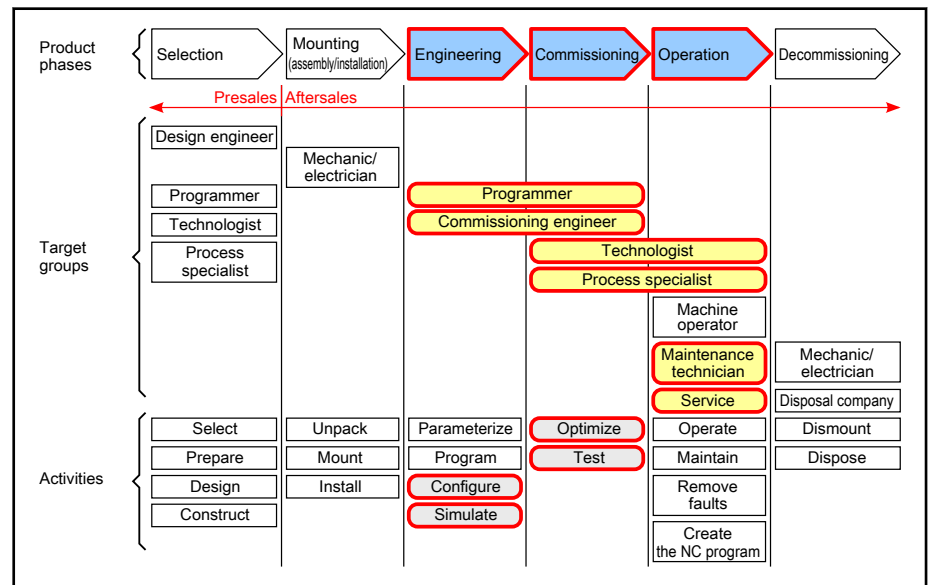 Product
phases
Selection
Mounting
(assembly/installation)
Engineering
Commissioning
Operation
Decommissioning
Presales
Aftersales
Target
groups
Design engineer
Mechanic/
electrician
Programmer
Programmer
Technologist
Commissioning engineer
Process
specialist
Technologist
Process specialist
Machine
operator
Maintenance
technician
Mechanic/
electrician
Service
Disposal company
Activities
Select
Unpack
Parameterize
Optimize
Operate
Dismount
Prepare
Mount
Program
Test
Maintain
Dispose
Design
Install
Configure
Remove
faults
Construct
Simulate
Create
the NC program